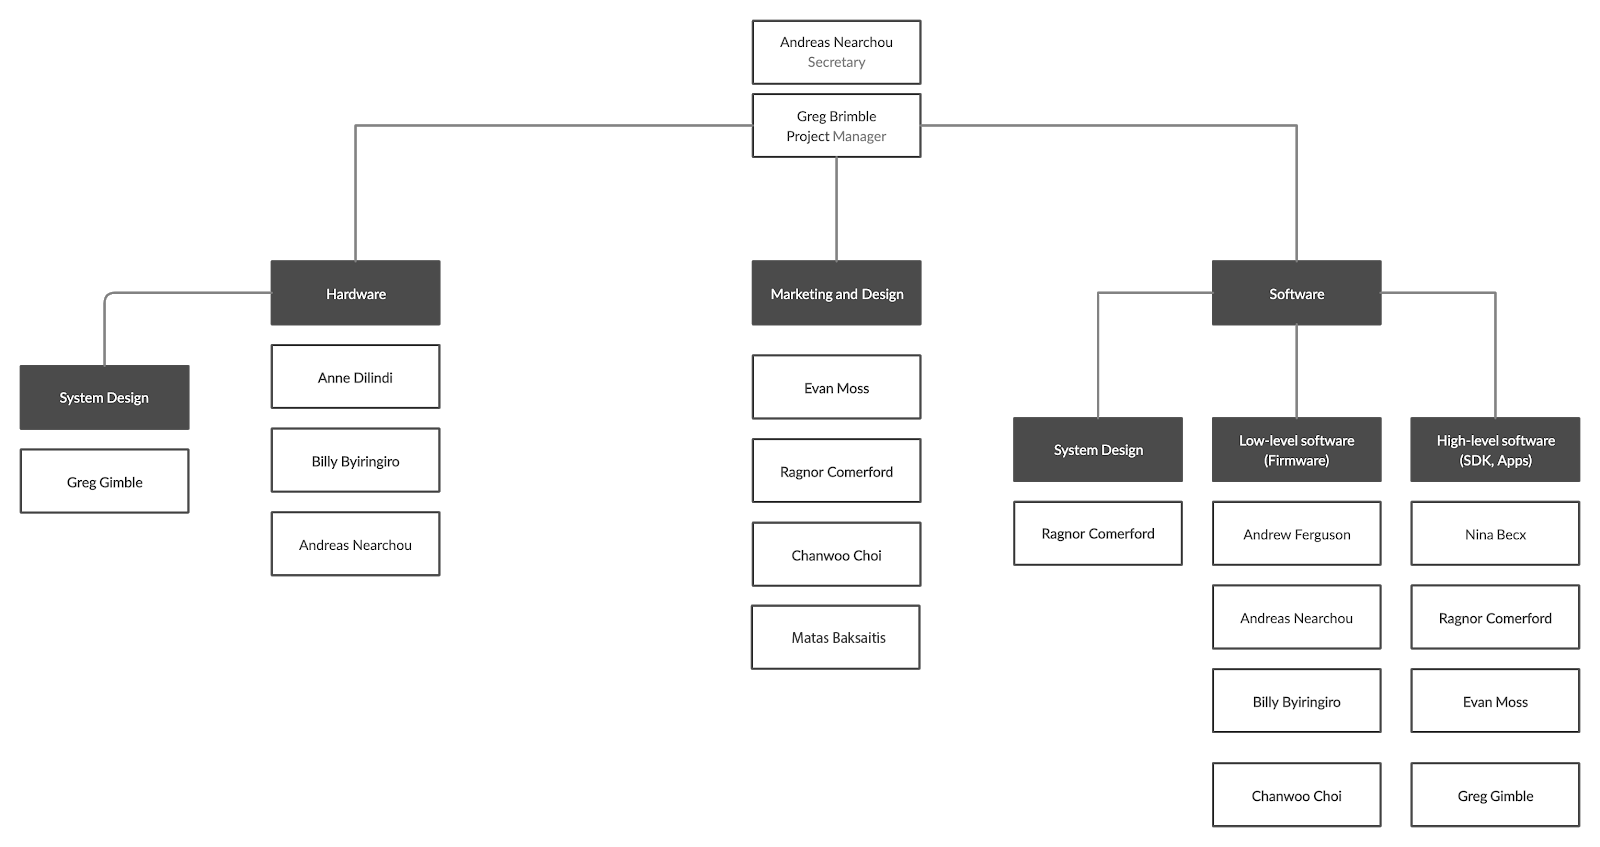 Andreas Nearchou
Secretary
Greg Brimble
Project Manager
Hardware
Marketing and Design
Software
System Design
Greg Gimble
Anne Dilindi
Billy Byiringiro
Andreas Nearchou
Evan Moss
Ragnor Comerford
Chanwoo Choi
Matas Baksaitis
System Design
Ragnor Comerford
Low-level software
(Firmware)
Andrew Ferguson
Andreas Nearchou
Billy Byiringiro
Chanwoo Choi
High-level software
(SDK, Apps)
Nina Becx
Ragnor Comerford
Evan Moss
Greg Gimble